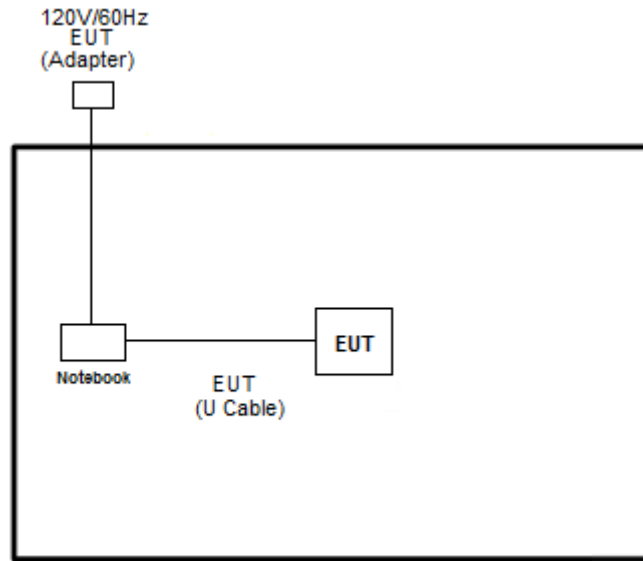 120V/60Hz
EUT
(Adapter)
EUT
Notebook
EUT
(U Cable)